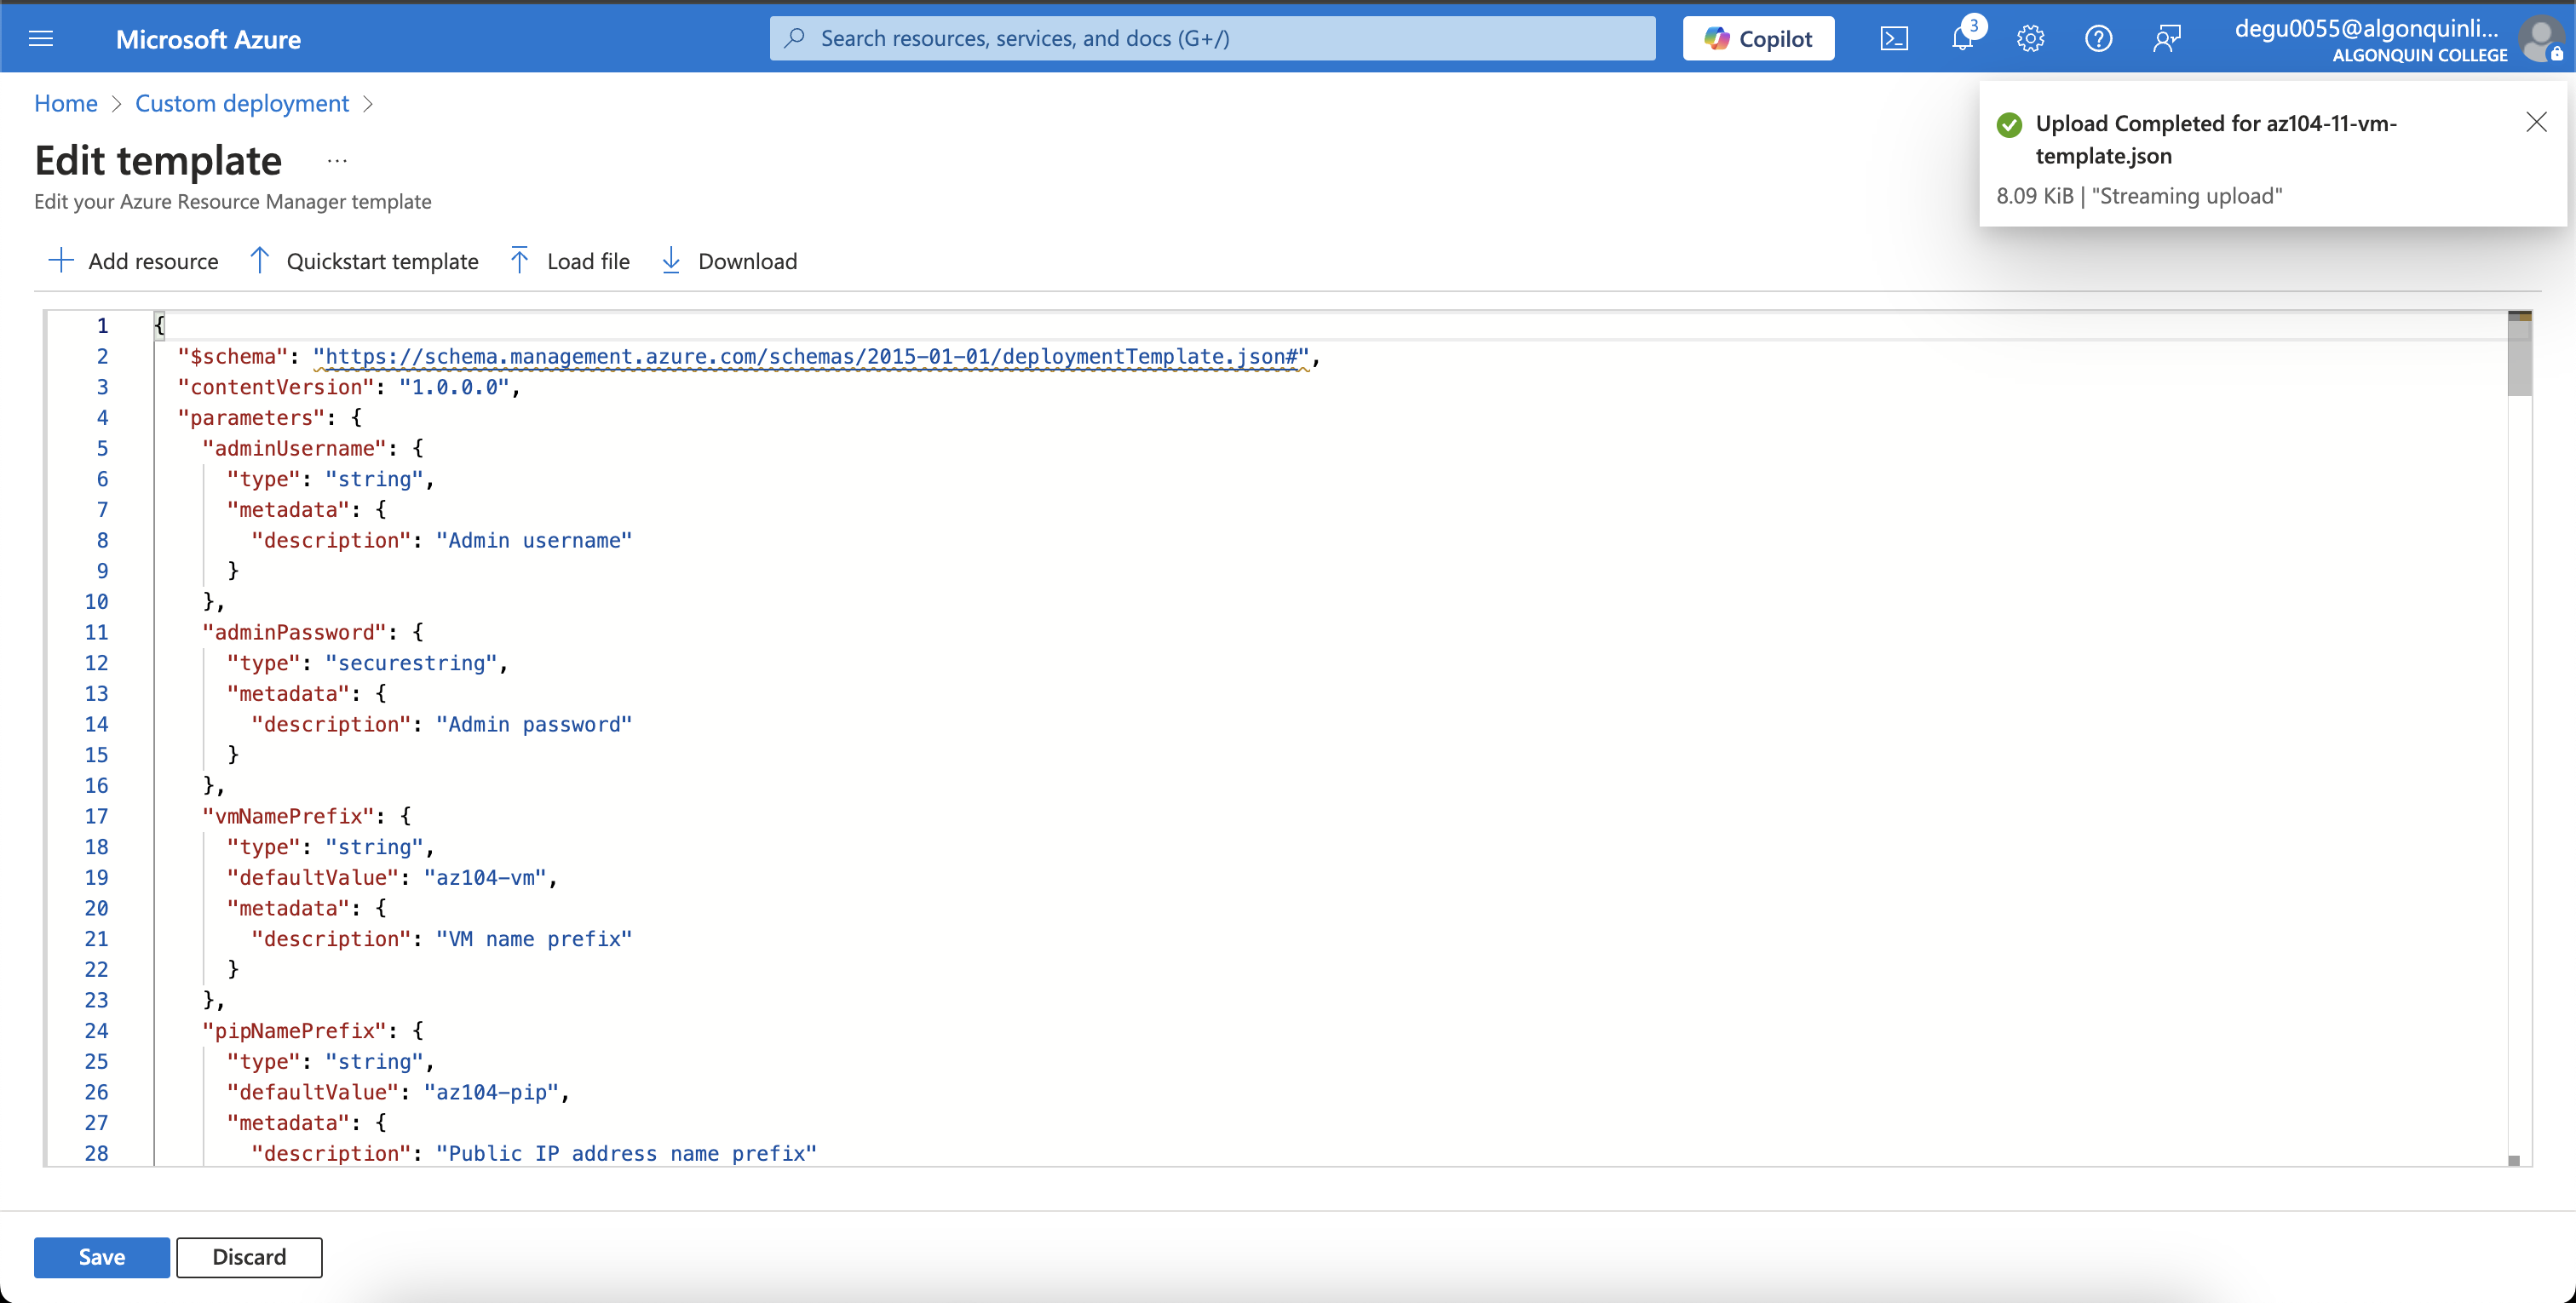 Microsoft Azure
Search resources, services, and docs (G+/)
Copilot
3
degu0055@algonquinli...
ALGONQUIN COLLEGE
Home > Custom deployment >
Upload Completed for az104-11-vm-
template.json
8.09 KiB | "Streaming upload"
Edit template ...
Edit your Azure Resource Manager template
Add resource
Quickstart template
Load file
Download
1 {
2 "$schema": "https://schema.management.azure.com/schemas/2015-01-01/deploymentTemplate.json#",
3 "contentVersion": "1.0.0.0",
4 "parameters": {
5 "adminUsername": {
6 "type": "string",
7 "metadata": {
8 "description": "Admin username"
9 }
10 },
11 "adminPassword": {
12 "type": "securestring",
13 "metadata": {
14 "description": "Admin password"
15 }
16 },
17 "vmNamePrefix": {
18 "type": "string",
19 "defaultValue": "az104-vm",
20 "metadata": {
21 "description": "VM name prefix"
22 }
23 },
24 "pipNamePrefix": {
25 "type": "string",
26 "defaultValue": "az104-pip",
27 "metadata": {
28 "description": "Public IP address name prefix"
Save
Discard